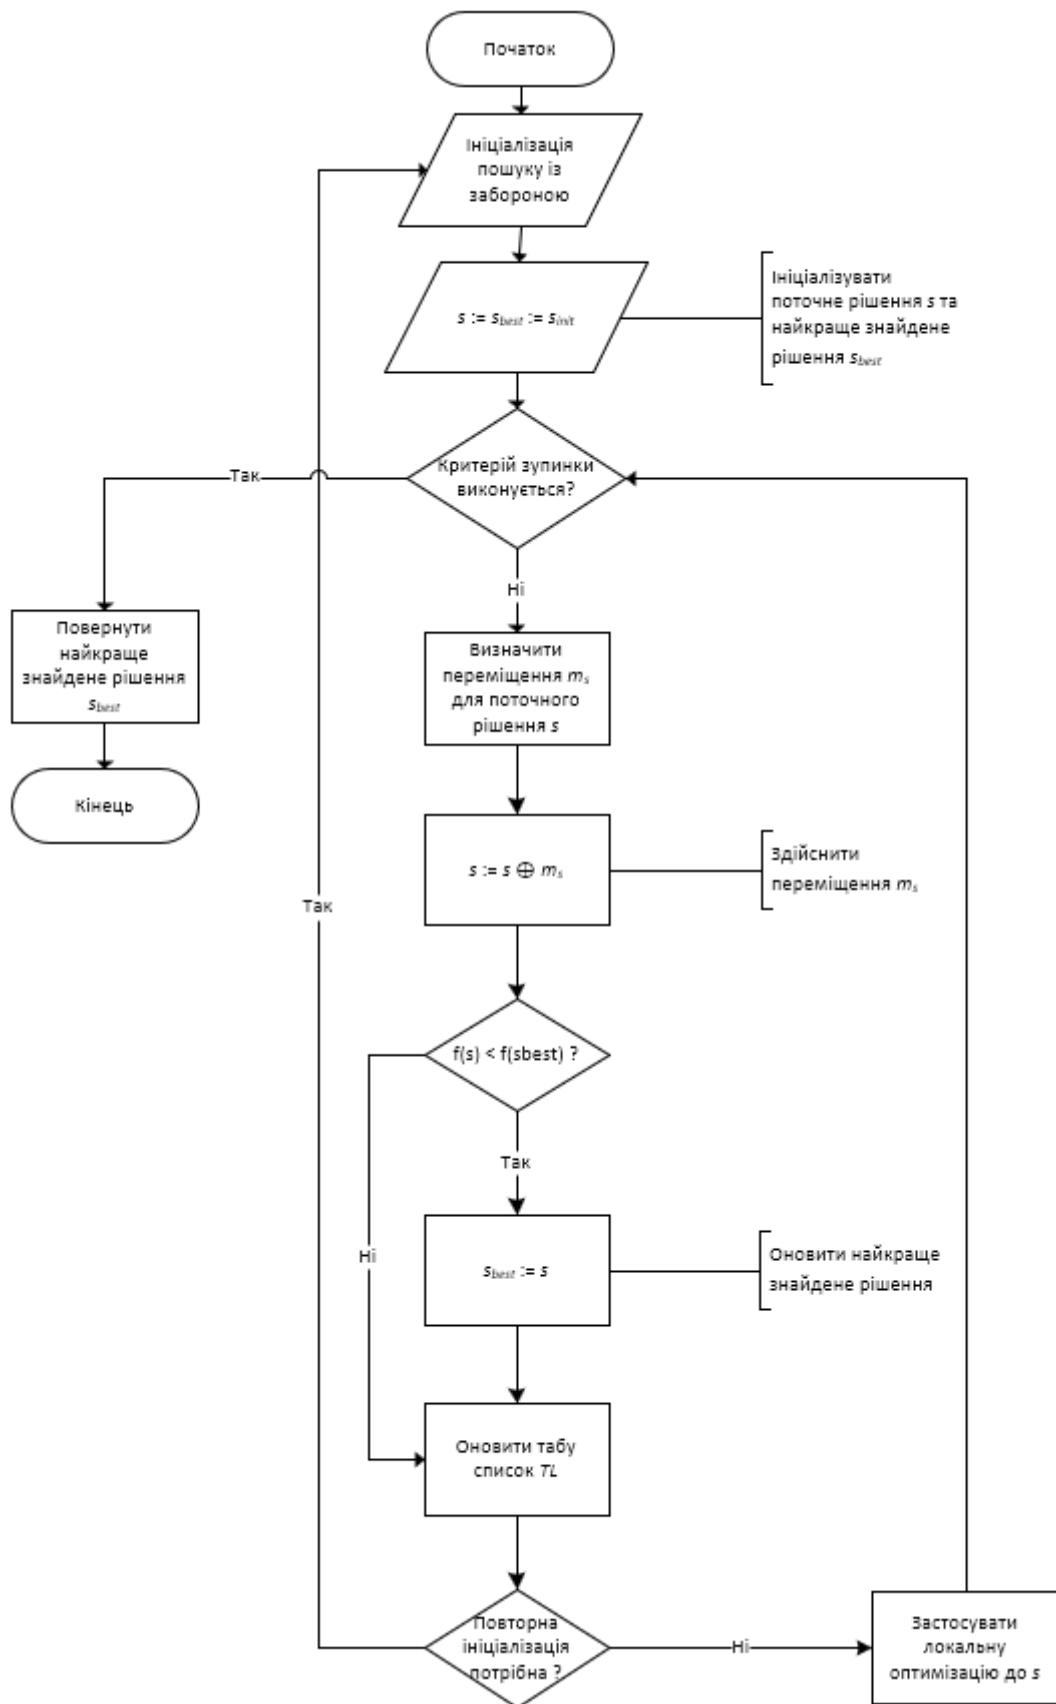 Початок
Ініціалізація
пошуку із
забороною
s := sbest := sinit
Ініціалізувати
поточне рішення s та
найкраще знайдене
рішення sbest
Критерій зупинки
виконується?
Так
Ні
Повернути
найкраще
знайдене рішення
sbest
Кінець
Визначити
переміщення ms
для поточного
рішення s
s := s ⊕ ms
Здійснити
переміщення ms
Так
f(s) < f(sbest) ?
Так
Ні
sbest := s
Оновити найкраще
знайдене рішення
Оновити табу
список TL
Повторна
ініціалізація
потрібна ?
Ні
Застосувати
локальну
оптимізацію до s